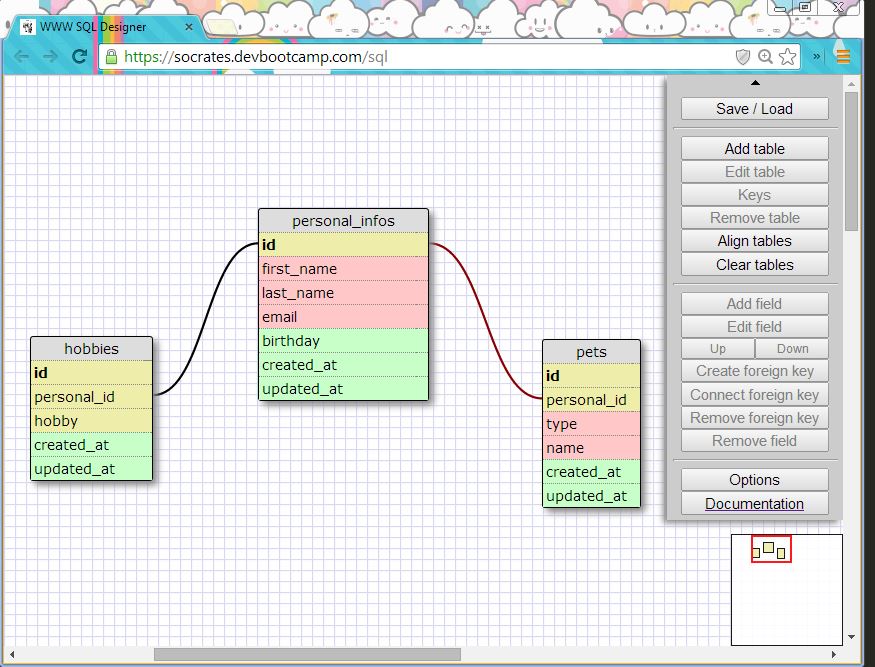 WWW SQL Designer
https://socrates.devbootcamp.com/sql
Save / Load
Add table
Edit table
Keys
Remove table
Align tables
Clear tables
Add field
Edit field
Up Down
Create foreign key
Connect foreign key
Remove foreign key
Remove field
Options
Documentation
personal_infos
id
first_name
last_name
email
birthday
created_at
updated_at
hobbies
id
personal_id
hobby
created_at
updated_at
pets
id
personal_id
type
name
created_at
updated_at